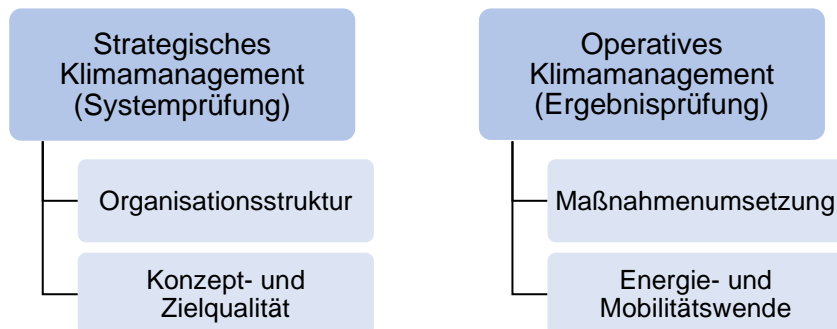 Strategisches
Klimamanagement
(Systemprüfung)
Organisationsstruktur
Konzept- und
Zielqualität
Operatives
Klimamanagement
(Ergebnisprüfung)
Maßnahmenumsetzung
Energie- und
Mobilitätswende